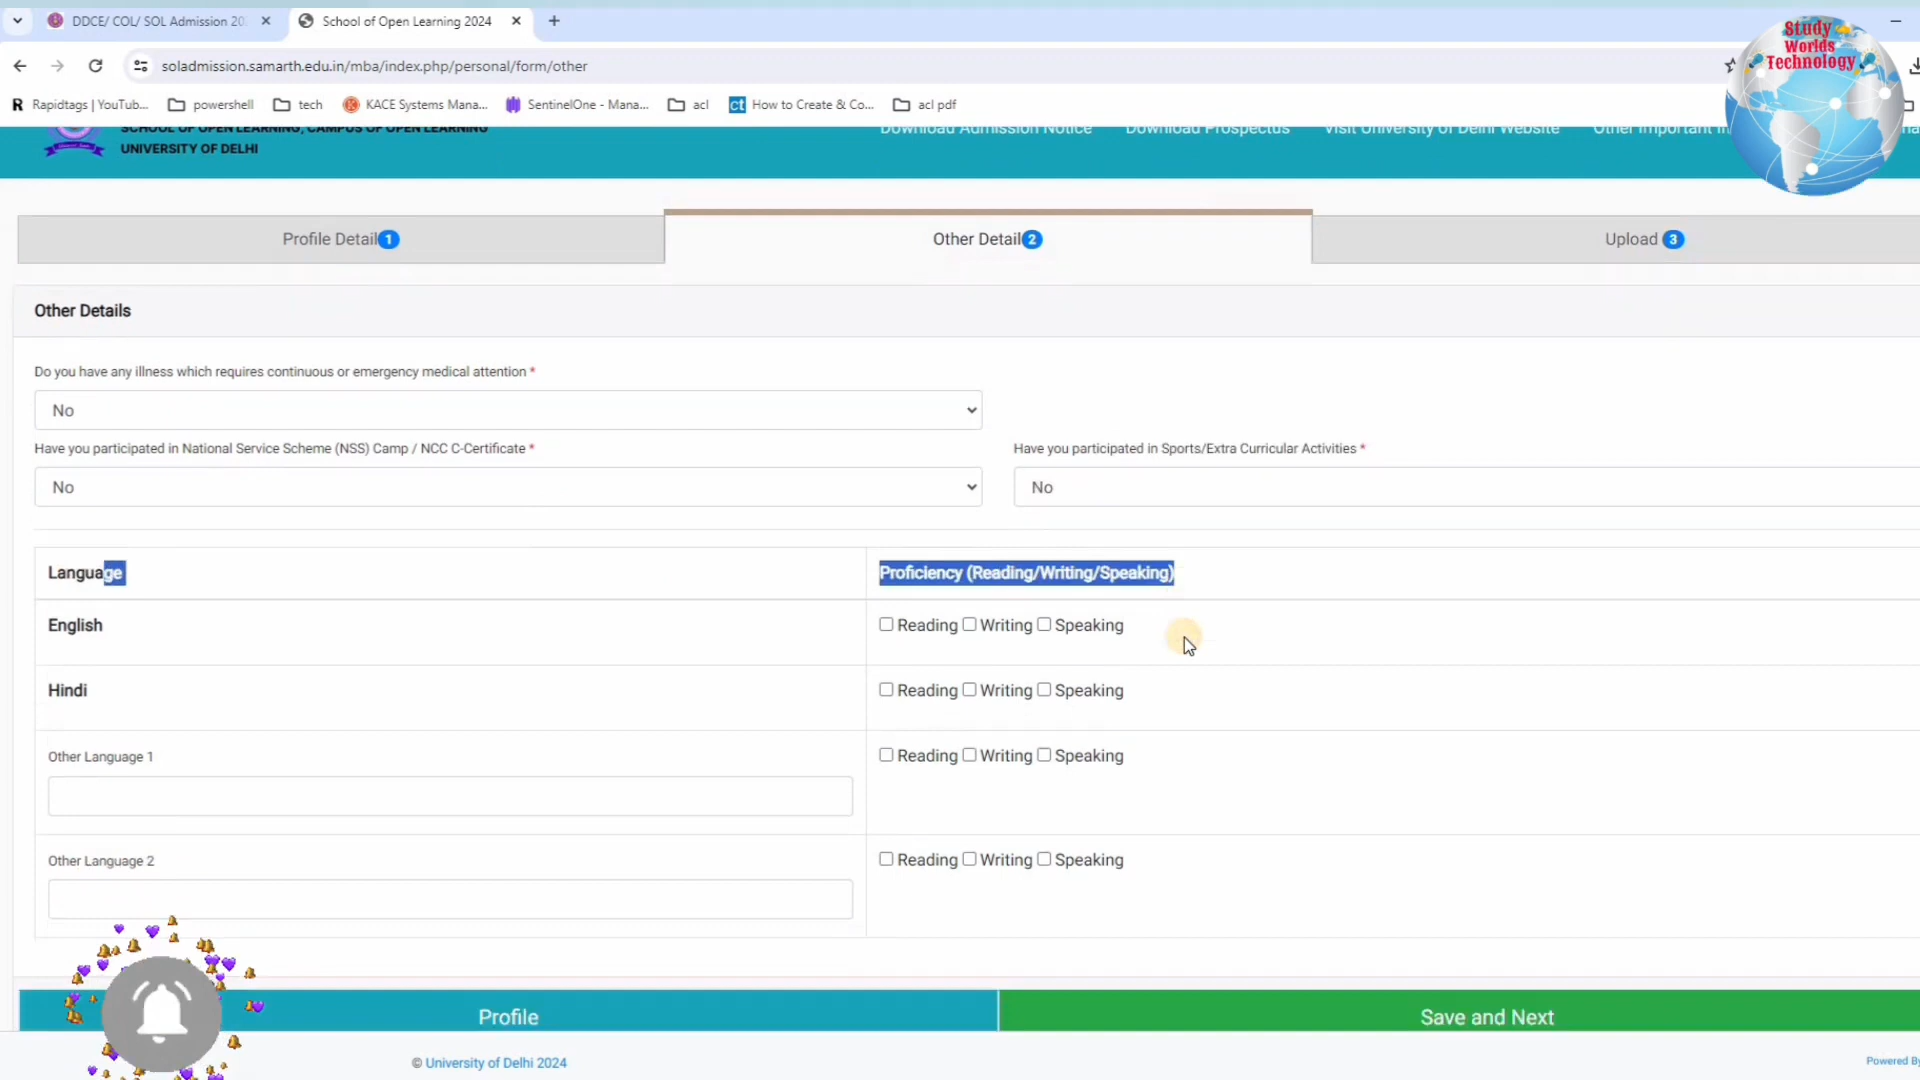 DDCE/ COL/ SOL Admission 20
School of Open Learning 2024
soladmission.samarth.edu.in/mba/index.php/personal/form/other
Rapidtags | YouTub...
powershell
tech
KACE Systems Mana...
SentinelOne - Mana...
acl
ct
How to Create & Co...
acl pdf
Study
Worlds
Technology
SCHOOL OF OPEN LEARNING, CAMPUS OF OPEN LEARNING
UNIVERSITY OF DELHI
Download Admission Notice
Download Prospectus
Visit University of Delhi Website
Other Important
Profile Detail 1
Other Detail 2
Upload 3
Other Details
Do you have any illness which requires continuous or emergency medical attention *
No
Have you participated in National Service Scheme (NSS) Camp / NCC C-Certificate *
Have you participated in Sports/Extra Curricular Activities *
No
No
Language
Proficiency (Reading/Writing/Speaking)
English
Reading Writing Speaking
Hindi
Reading Writing Speaking
Other Language 1
Reading Writing Speaking
Other Language 2
Reading Writing Speaking
Profile
Save and Next
© University of Delhi 2024
Powered By